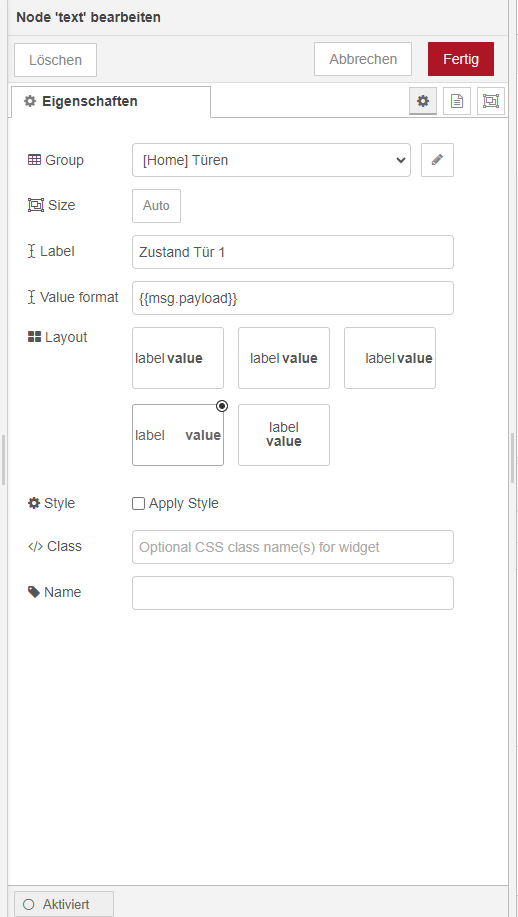 Node 'text' bearbeiten
Löschen
Abbrechen
Fertig
Eigenschaften
Group
[Home] Türen
Size
Auto
Label
Zustand Tür 1
Value format
{{msg.payload}}
Layout
label value
label value
label value
label value
label
value
Style
Apply Style
Class
Optional CSS class name(s) for widget
Name
Aktiviert